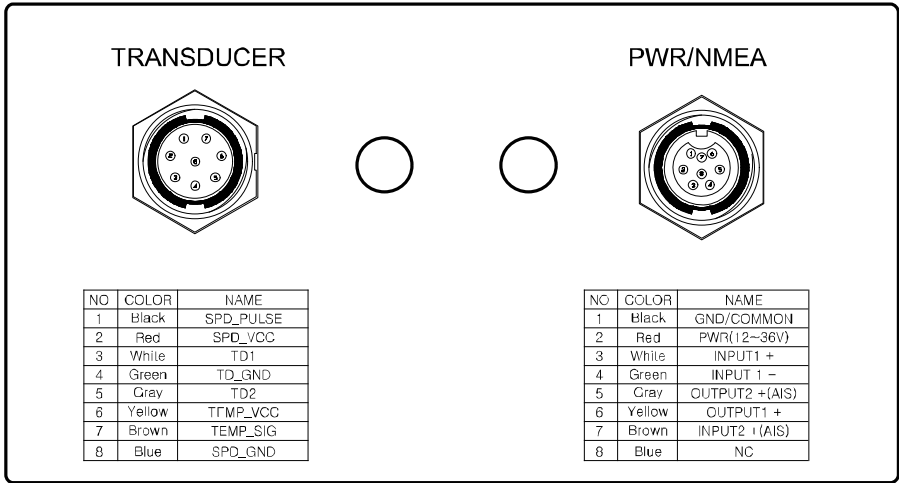 TRANSDUCER
PWR/NMEA
NO COLOR NAME
1 Black SPD_PULSE
2 Red SPD_VCC
3 White TD1
4 Green TD_GND
5 Gray TD2
6 Yellow TEMP_VCC
7 Brown TEMP_SIG
8 Blue SPD_GND
NO COLOR NAME
1 Black GND/COMMON
2 Red PWR(12~36V)
3 White INPUT1 +
4 Green INPUT 1 −
5 Gray OUTPUT2 +(AIS)
6 Yellow OUTPUT1 +
7 Brown INPUT2 +(AIS)
8 Blue NC